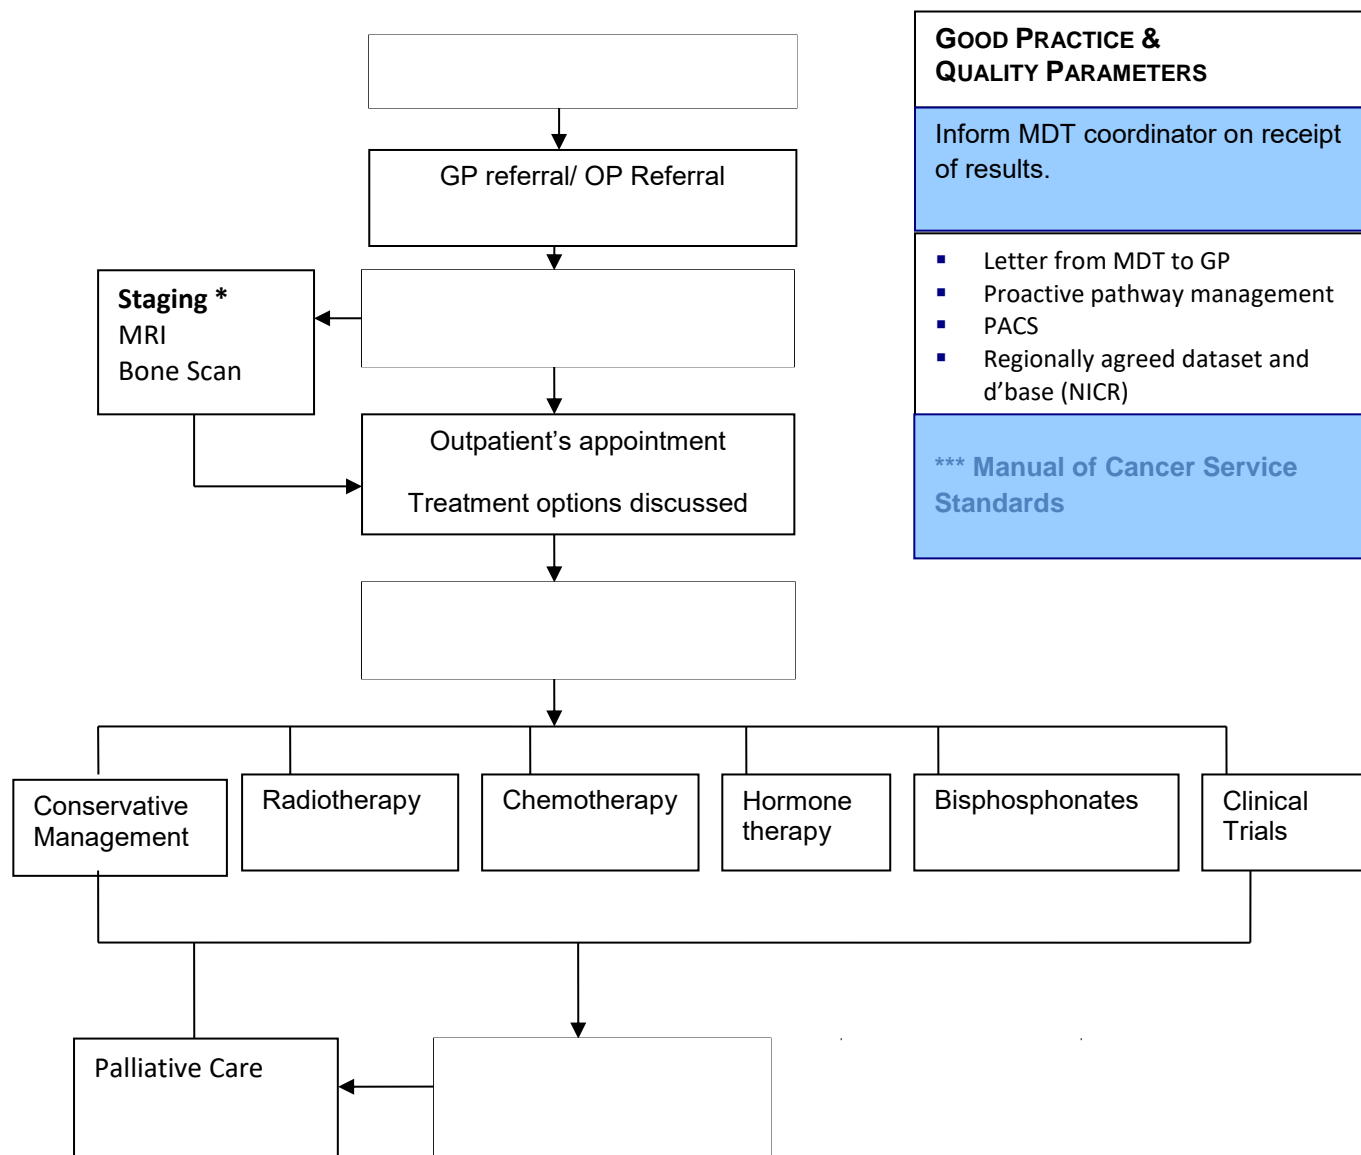 GOOD PRACTICE &
QUALITY PARAMETERS
Inform MDT coordinator on receipt
of results.
GP referral/ OP Referral
▪ Letter from MDT to GP
▪ Proactive pathway management
▪ PACS
▪ Regionally agreed dataset and
d’base (NICR)
Staging *
MRI
Bone Scan
Outpatient’s appointment
Treatment options discussed
*** Manual of Cancer Service
Standards
Conservative
Management
Radiotherapy
Chemotherapy
Hormone
therapy
Bisphosphonates
Clinical
Trials
Palliative Care